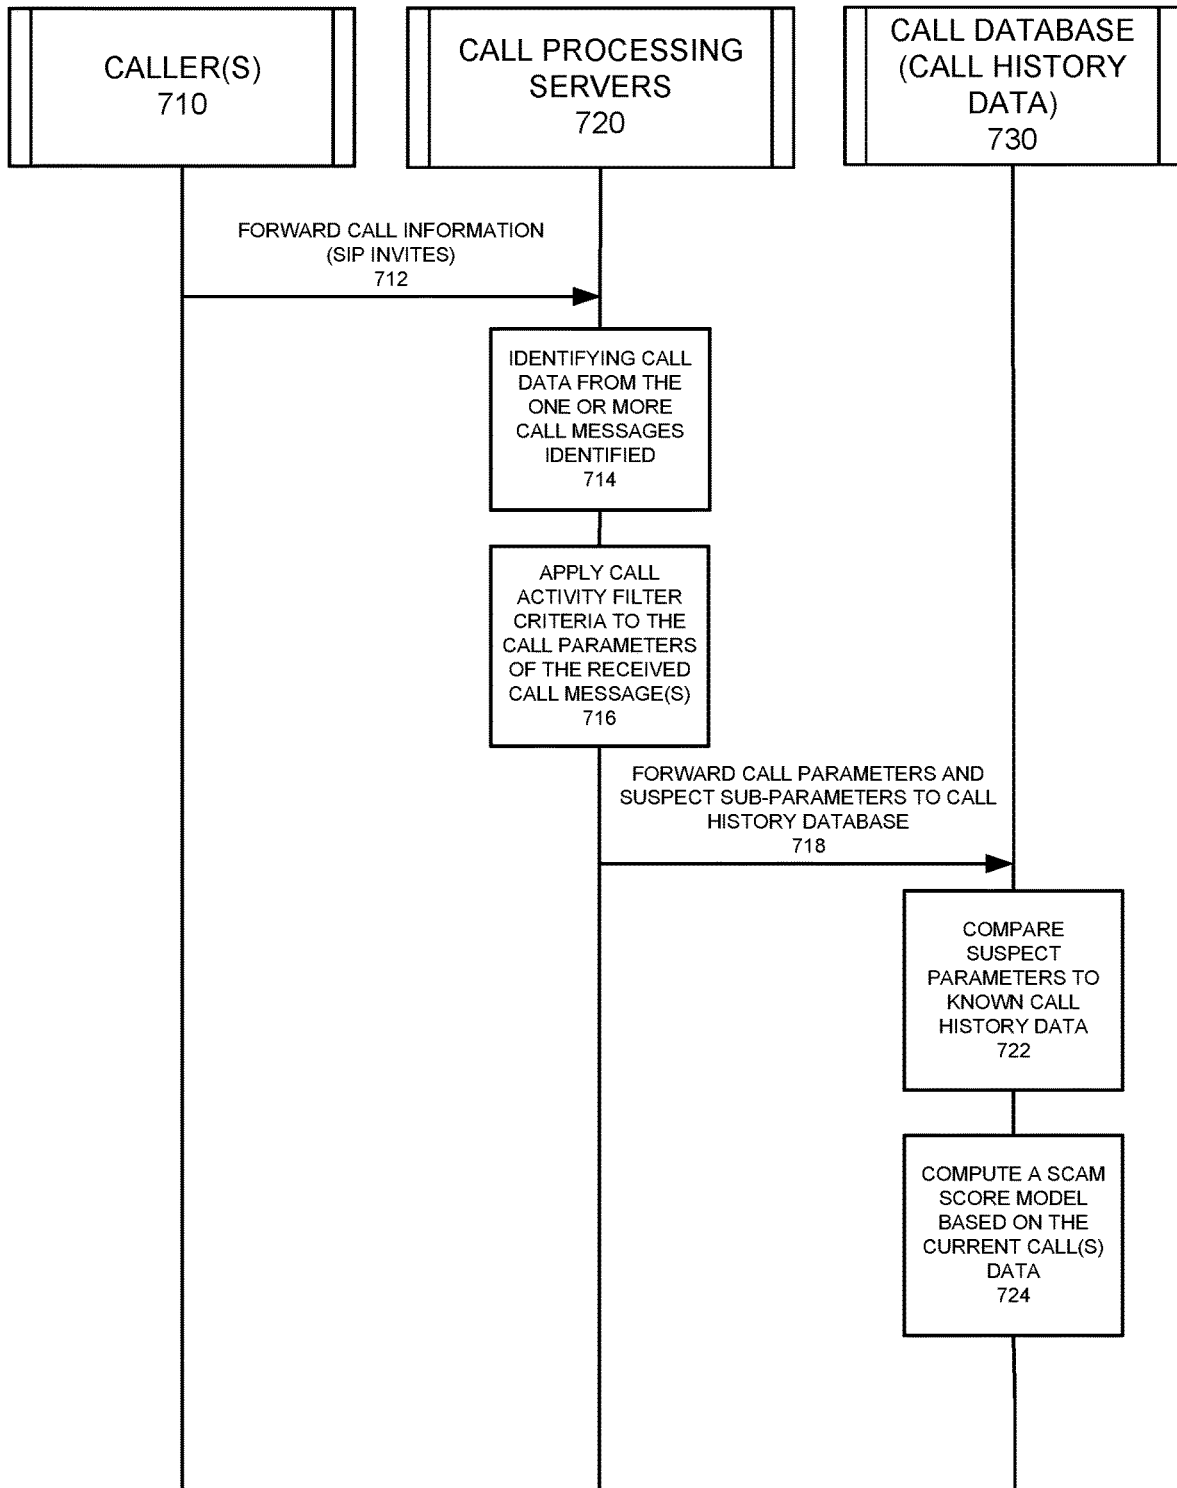 CALLER(S)
710
CALL PROCESSING
SERVERS
720
CALL DATABASE
(CALL HISTORY
DATA)
730
FORWARD CALL INFORMATION
(SIP INVITES)
712
IDENTIFYING CALL
DATA FROM THE
ONE OR MORE
CALL MESSAGES
IDENTIFIED
714
APPLY CALL
ACTIVITY FILTER
CRITERIA TO THE
CALL PARAMETERS
OF THE RECEIVED
CALL MESSAGE(S)
716
FORWARD CALL PARAMETERS AND
SUSPECT SUB-PARAMETERS TO CALL
HISTORY DATABASE
718
COMPARE
SUSPECT
PARAMETERS TO
KNOWN CALL
HISTORY DATA
722
COMPUTE A SCAM
SCORE MODEL
BASED ON THE
CURRENT CALL(S)
DATA
724